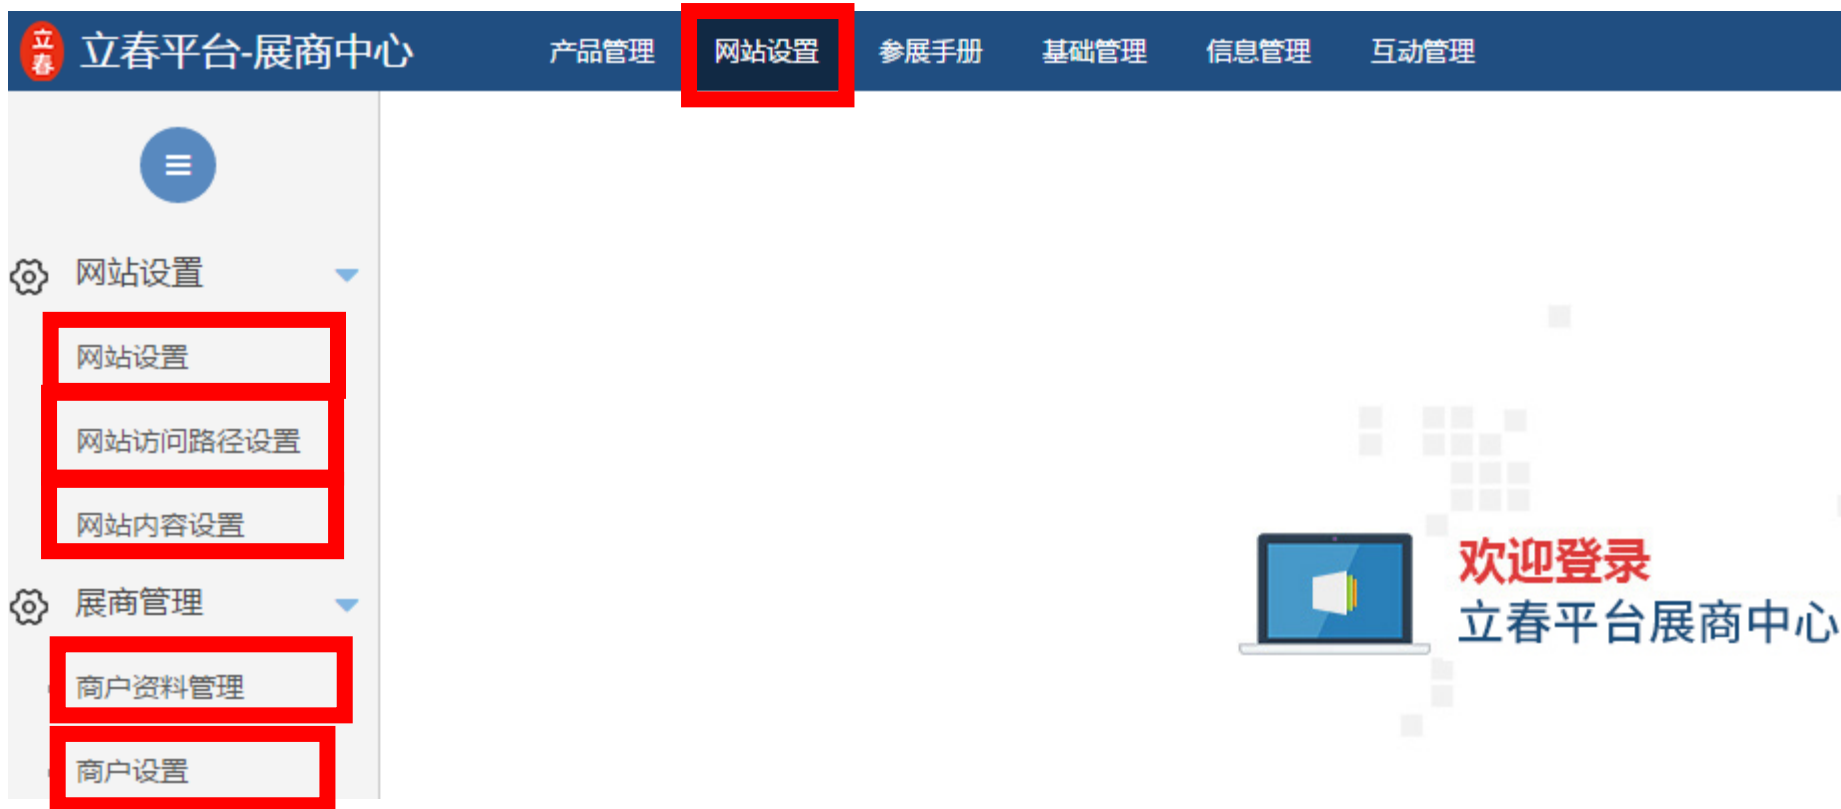 立春
立春平台-展商中心 产品管理 网站设置 参展手册 基础管理 信息管理 互动管理
网站设置
网站设置
网站访问路径设置
网站内容设置
展商管理
商户资料管理
商户设置
欢迎登录
立春平台展商中心